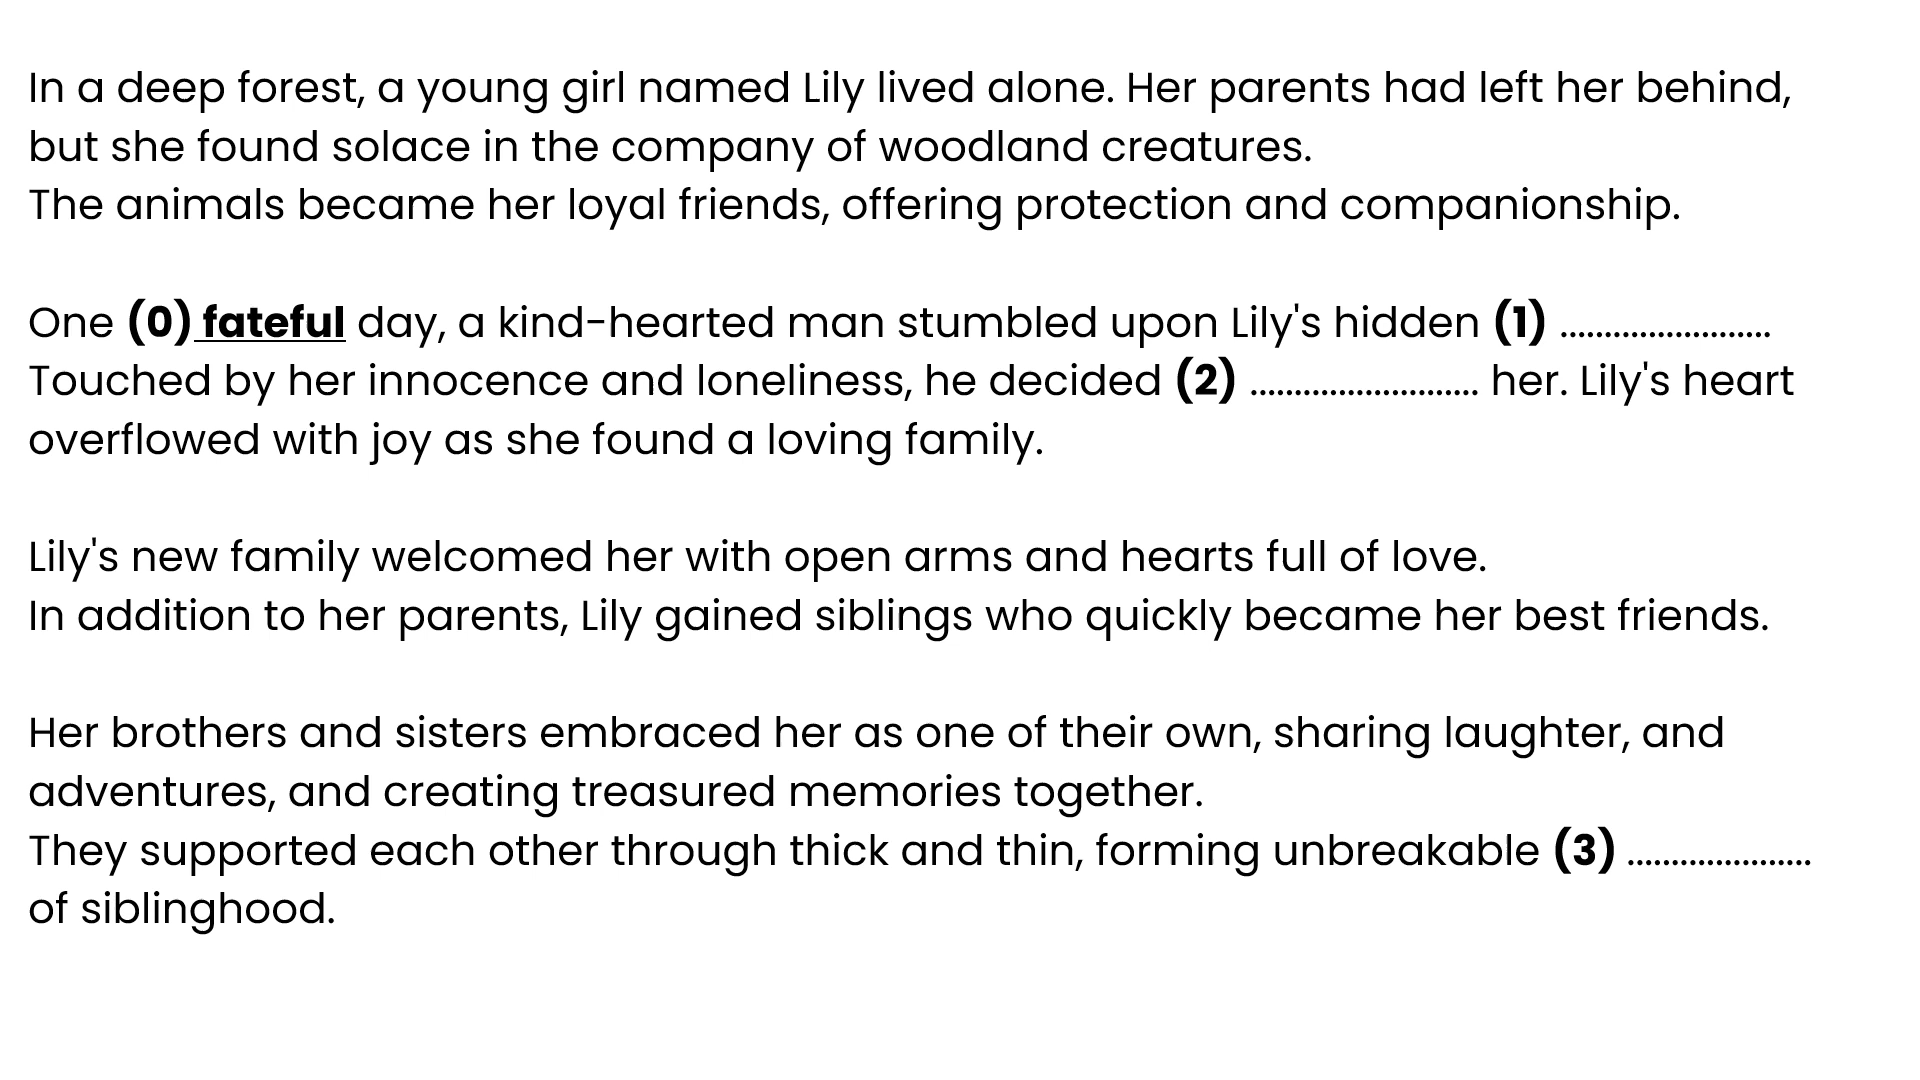 In a deep forest, a young girl named Lily lived alone. Her parents had left her behind,
but she found solace in the company of woodland creatures.
The animals became her loyal friends, offering protection and companionship.
One (0) fateful day, a kind-hearted man stumbled upon Lily's hidden (1) ........................
Touched by her innocence and loneliness, he decided (2) .......................... her. Lily's heart
overflowed with joy as she found a loving family.
Lily's new family welcomed her with open arms and hearts full of love.
In addition to her parents, Lily gained siblings who quickly became her best friends.
Her brothers and sisters embraced her as one of their own, sharing laughter, and
adventures, and creating treasured memories together.
They supported each other through thick and thin, forming unbreakable (3) .....................
of siblinghood.